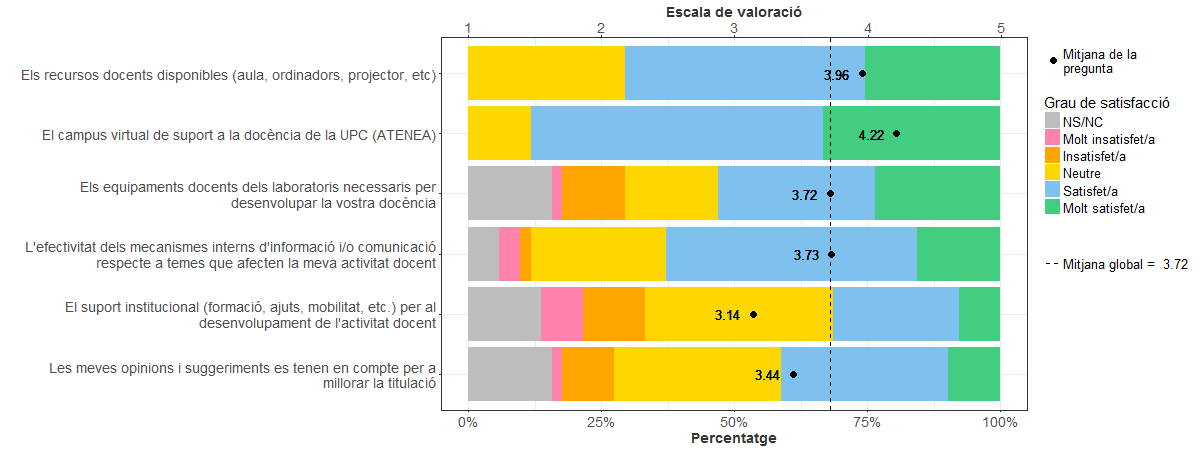 Escala de valoració
1 2 3 4 5
Els recursos docents disponibles (aula, ordinadors, projector, etc)
3.96
El campus virtual de suport a la docència de la UPC (ATENEA)
4.22
Els equipaments docents dels laboratoris necessaris per
desenvolupar la vostra docència
3.72
L'efectivitat dels mecanismes interns d'informació i/o comunicació
respecte a temes que afecten la meva activitat docent
3.73
El suport institucional (formació, ajuts, mobilitat, etc.) per al
desenvolupament de l'activitat docent
3.14
Les meves opinions i suggeriments es tenen en compte per a
millorar la titulació
3.44
0% 25% 50% 75% 100%
Percentatge
Mitjana de la
pregunta
Grau de satisfacció
NS/NC
Molt insatisfet/a
Insatisfet/a
Neutre
Satisfet/a
Molt satisfet/a
Mitjana global = 3.72